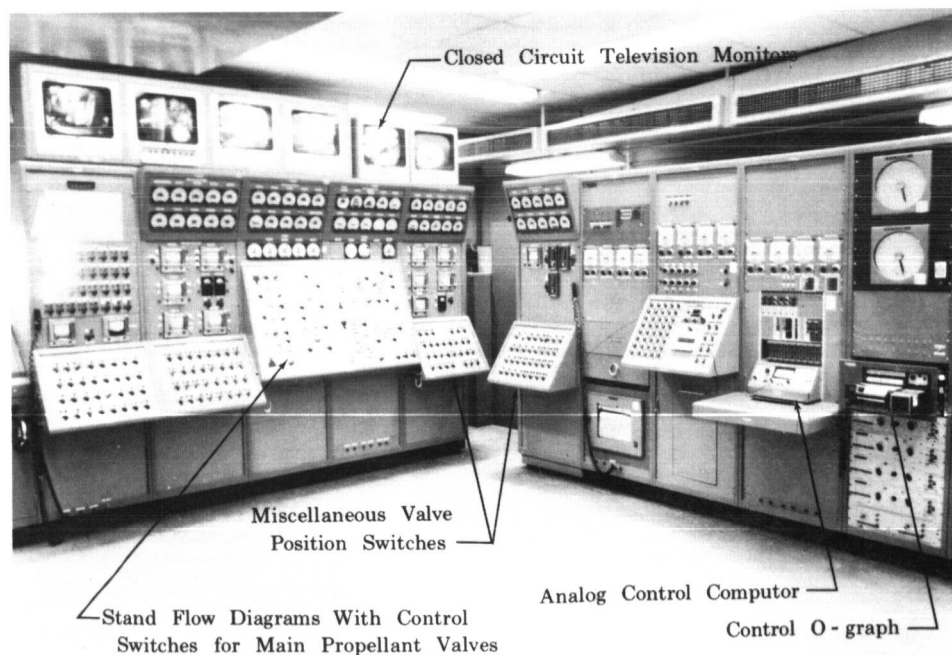 Closed Circuit Television Monitors
Miscellaneous Valve
Position Switches
Stand Flow Diagrams With Control
Switches for Main Propellant Valves
Analog Control Computor
Control O-graph